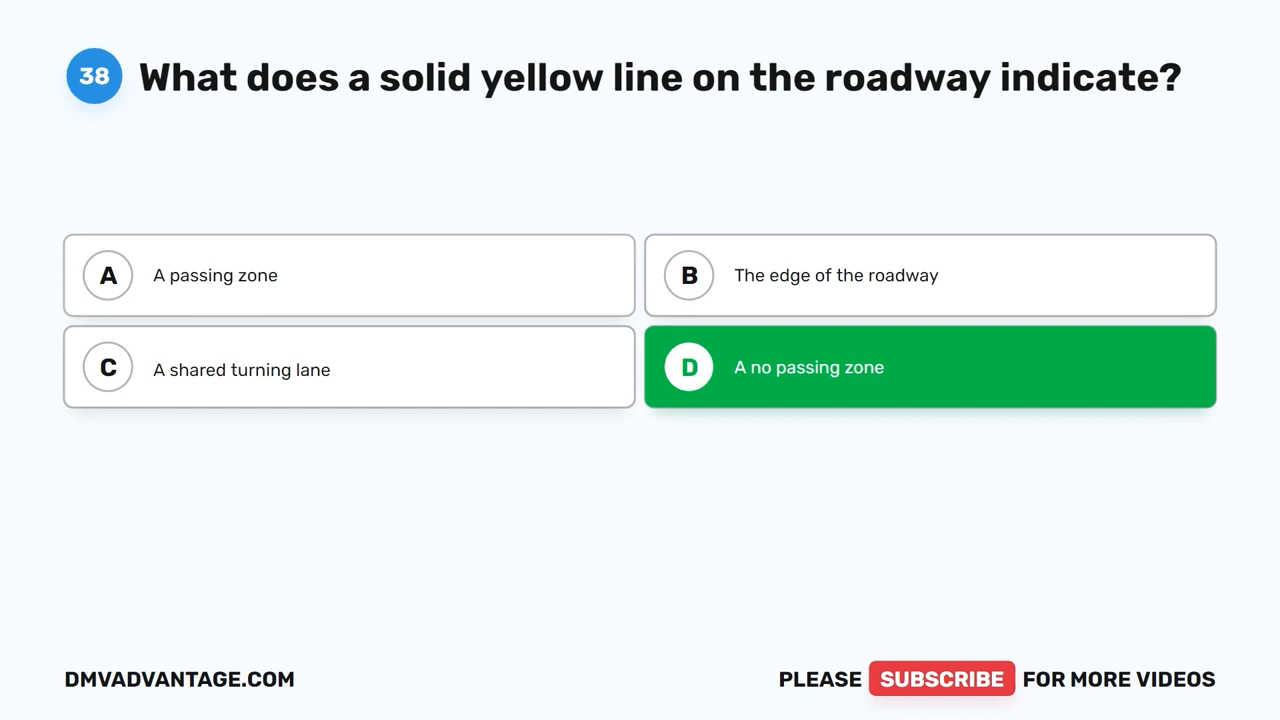 38 What does a solid yellow line on the roadway indicate?
A A passing zone
B The edge of the roadway
C A shared turning lane
D A no passing zone
DMVADVANTAGE.COM
PLEASE SUBSCRIBE FOR MORE VIDEOS